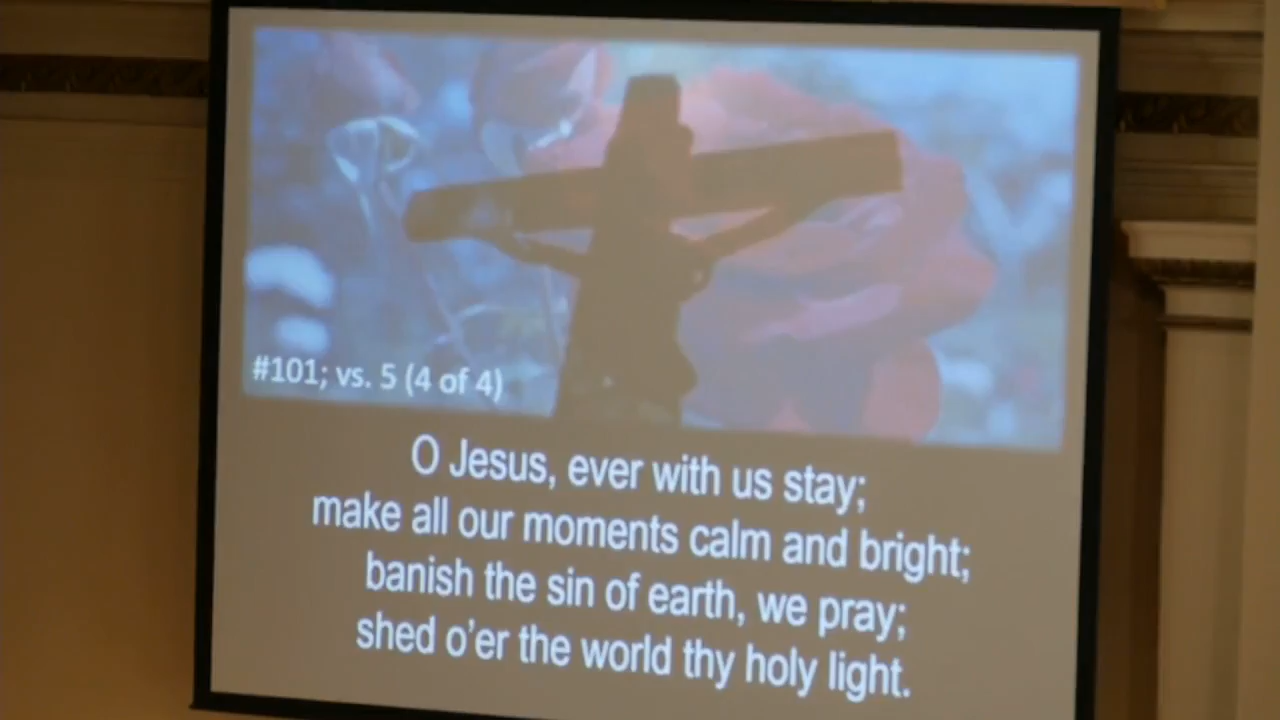 #101; vs. 5 (4 of 4)
O Jesus, ever with us stay;
make all our moments calm and bright;
banish the sin of earth, we pray;
shed o'er the world thy holy light.